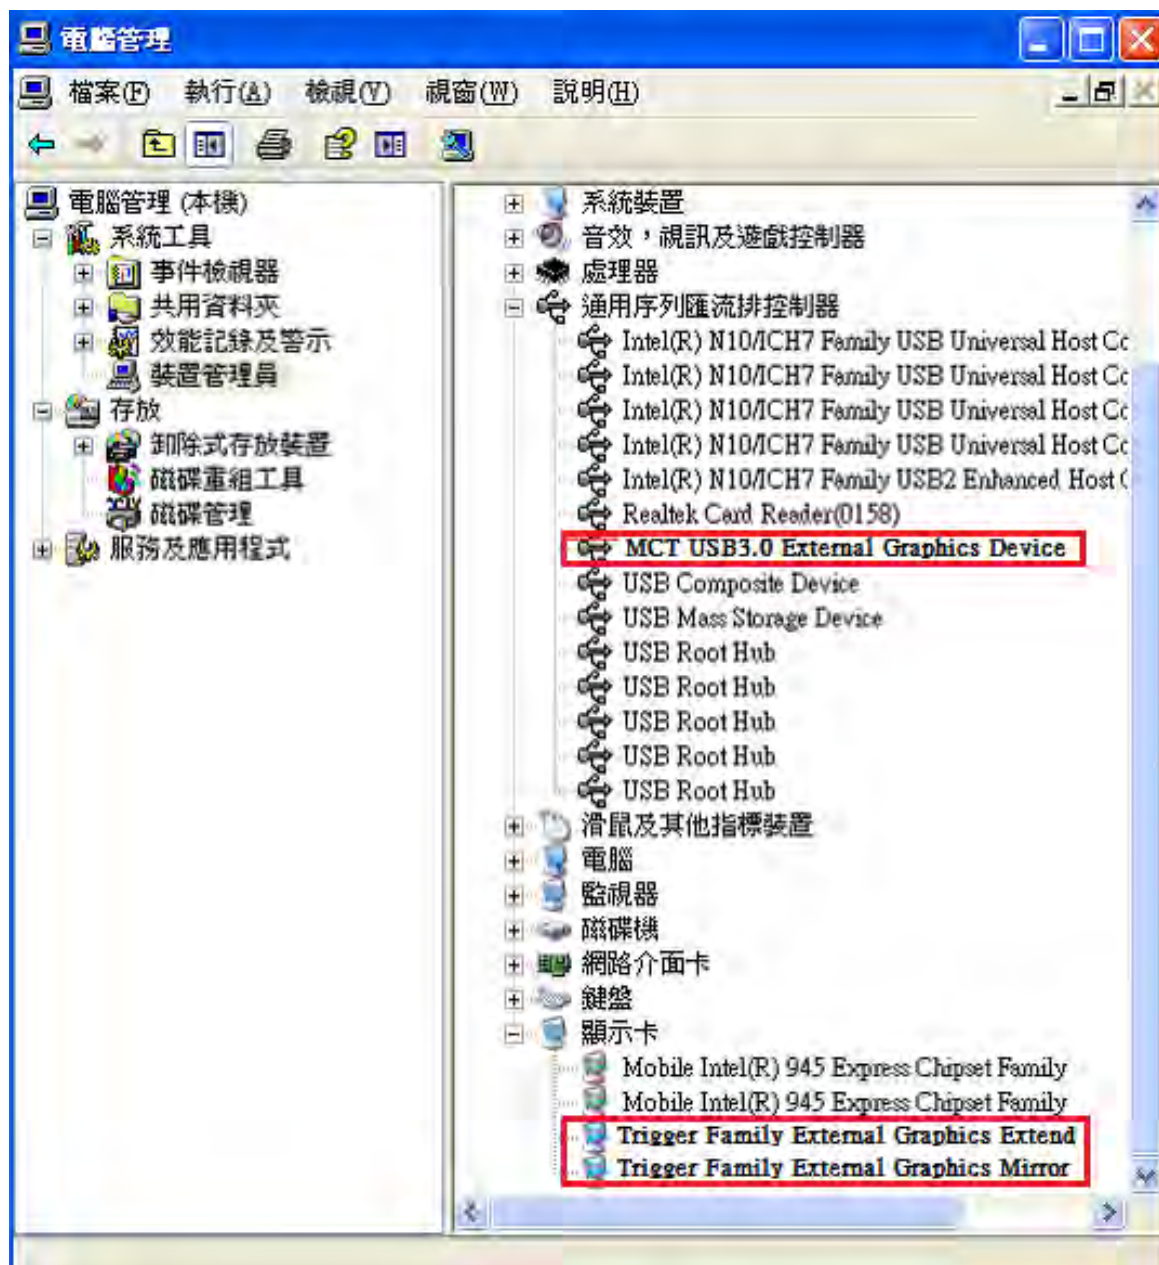 電腦管理
檔案(F) 執行(A) 檢視(V) 視窗(W) 說明(H)
電腦管理 (本機)
系統工具
事件檢視器
共用資料夾
效能記錄及警示
裝置管理員
存放
卸除式存放裝置
磁碟重組工具
磁碟管理
服務及應用程式
系統裝置
音效，視訊及遊戲控制器
處理器
通用序列匯流排控制器
Intel(R) N10/ICH7 Family USB Universal Host Cc
Intel(R) N10/ICH7 Family USB Universal Host Cc
Intel(R) N10/ICH7 Family USB Universal Host Cc
Intel(R) N10/ICH7 Family USB Universal Host Cc
Intel(R) N10/ICH7 Family USB2 Enhanced Host (
Realtek Card Reader(0158)
MCT USB3.0 External Graphics Device
USB Composite Device
USB Mass Storage Device
USB Root Hub
USB Root Hub
USB Root Hub
USB Root Hub
USB Root Hub
滑鼠及其他指標裝置
電腦
監視器
磁碟機
網路介面卡
鍵盤
顯示卡
Mobile Intel(R) 945 Express Chipset Family
Mobile Intel(R) 945 Express Chipset Family
Trigger Family External Graphics Extend
Trigger Family External Graphics Mirror